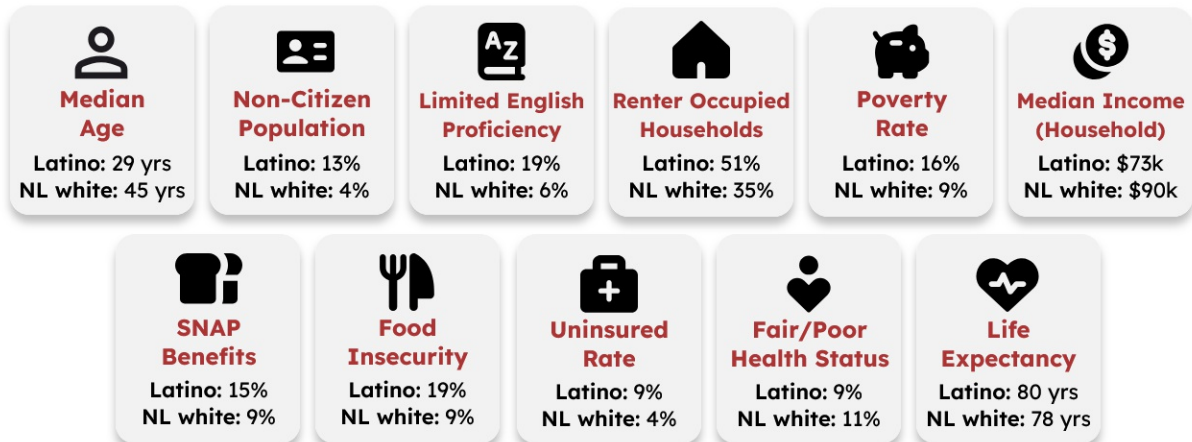 Median
Age
Latino: 29 yrs
NL white: 45 yrs
Non-Citizen
Population
Latino: 13%
NL white: 4%
AZ
Limited English
Proficiency
Latino: 19%
NL white: 6%
Renter Occupied
Households
Latino: 51%
NL white: 35%
Poverty
Rate
Latino: 16%
NL white: 9%
$
Median Income
(Household)
Latino: $73k
NL white: $90k
SNAP
Benefits
Latino: 15%
NL white: 9%
Food
Insecurity
Latino: 19%
NL white: 9%
Uninsured
Rate
Latino: 9%
NL white: 4%
Fair/Poor
Health Status
Latino: 9%
NL white: 11%
Life
Expectancy
Latino: 80 yrs
NL white: 78 yrs